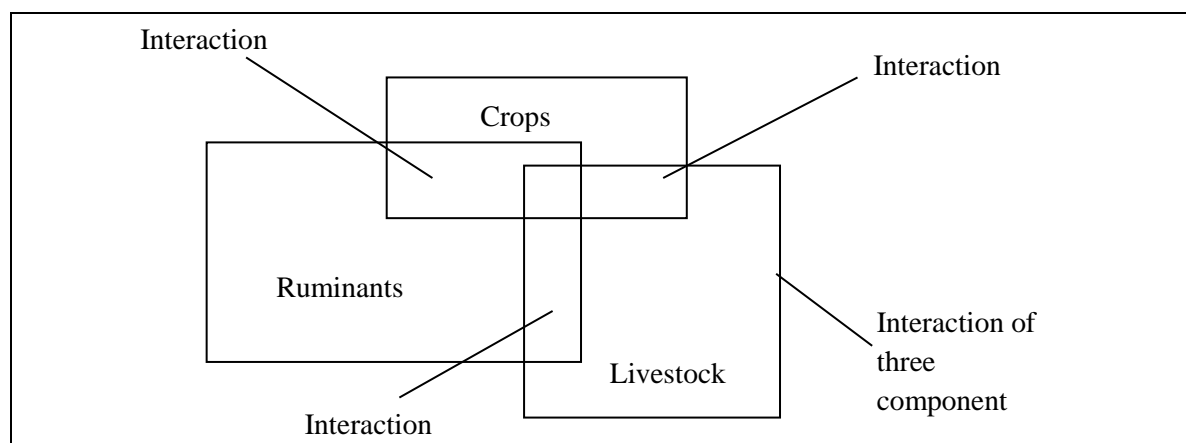 Interaction
Interaction
Crops
Ruminants
Interaction of
three
component
Livestock
Interaction